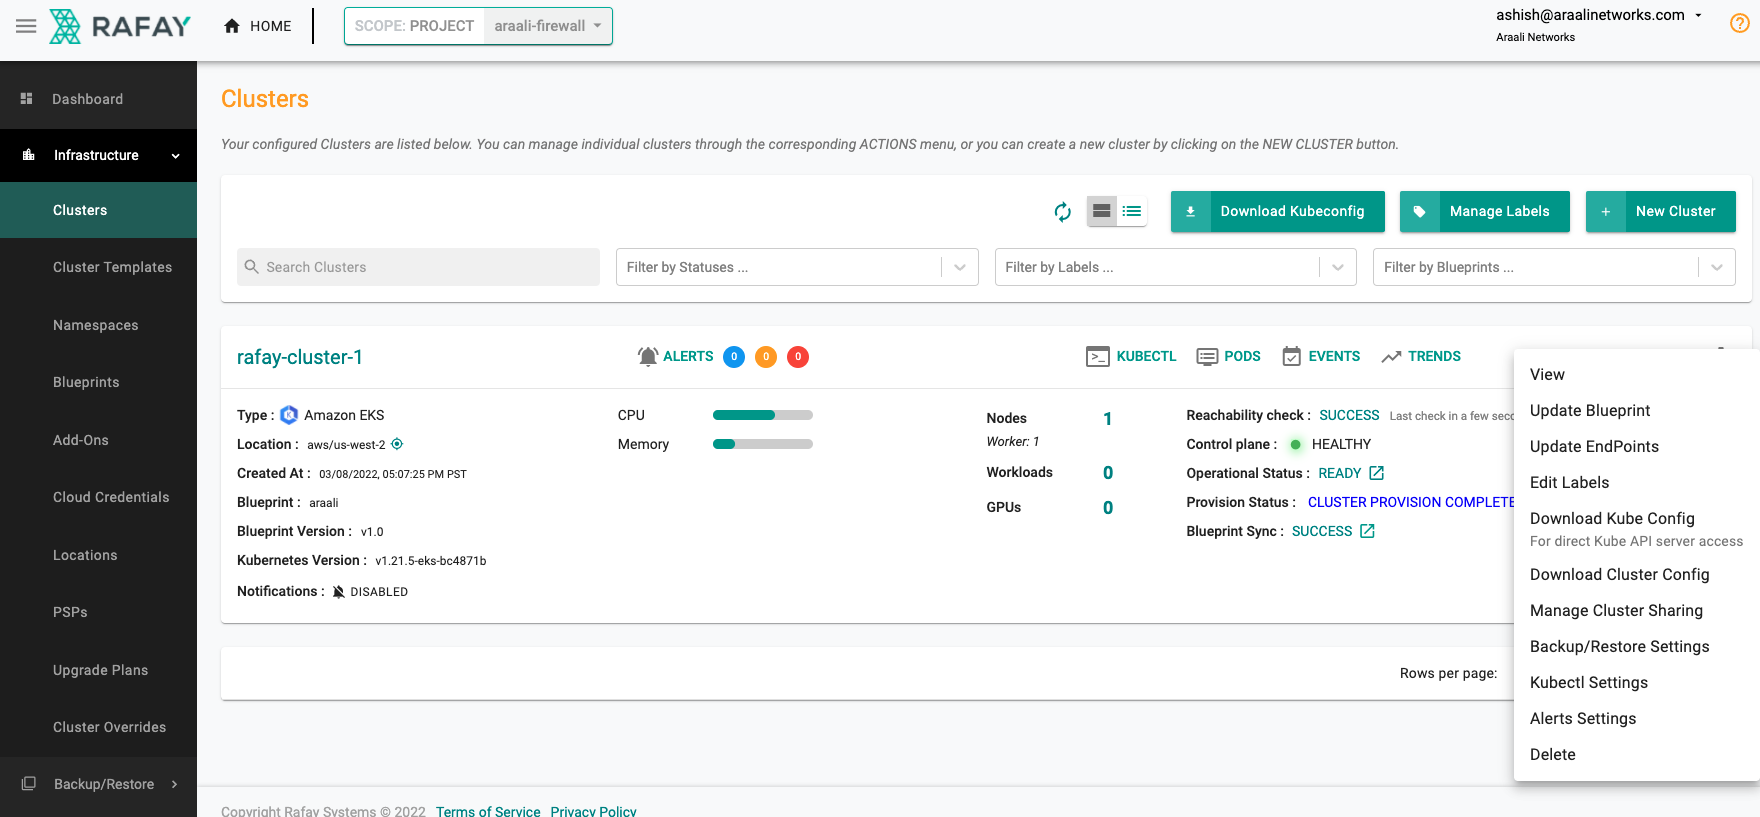 RAFAY
HOME
SCOPE: PROJECT araali-firewall
ashish@araalinetworks.com
Araali Networks
Dashboard
Infrastructure
Clusters
Cluster Templates
Namespaces
Blueprints
Add-Ons
Cloud Credentials
Locations
PSPs
Upgrade Plans
Cluster Overrides
Backup/Restore
Clusters
Your configured Clusters are listed below. You can manage individual clusters through the corresponding ACTIONS menu, or you can create a new cluster by clicking on the NEW CLUSTER button.
Download Kubeconfig
Manage Labels
New Cluster
Search Clusters
Filter by Statuses ...
Filter by Labels ...
Filter by Blueprints ...
rafay-cluster-1
ALERTS 0 0 0
KUBECTL PODS EVENTS TRENDS
Type : Amazon EKS
Location : aws/us-west-2
Created At : 03/08/2022, 05:07:25 PM PST
Blueprint : araali
Blueprint Version : v1.0
Kubernetes Version : v1.21.5-eks-bc4871b
Notifications : DISABLED
CPU
Memory
Nodes 1
Worker: 1
Workloads 0
GPUs 0
Reachability check : SUCCESS Last check in a few
Control plane : HEALTHY
Operational Status : READY
Provision Status : CLUSTER PROVISION COMPLETE
Blueprint Sync : SUCCESS
View
Update Blueprint
Update EndPoints
Edit Labels
Download Kube Config
For direct Kube API server access
Download Cluster Config
Manage Cluster Sharing
Backup/Restore Settings
Kubectl Settings
Alerts Settings
Delete
Rows per page:
Copyright Rafay Systems © 2022 Terms of Service Privacy Policy